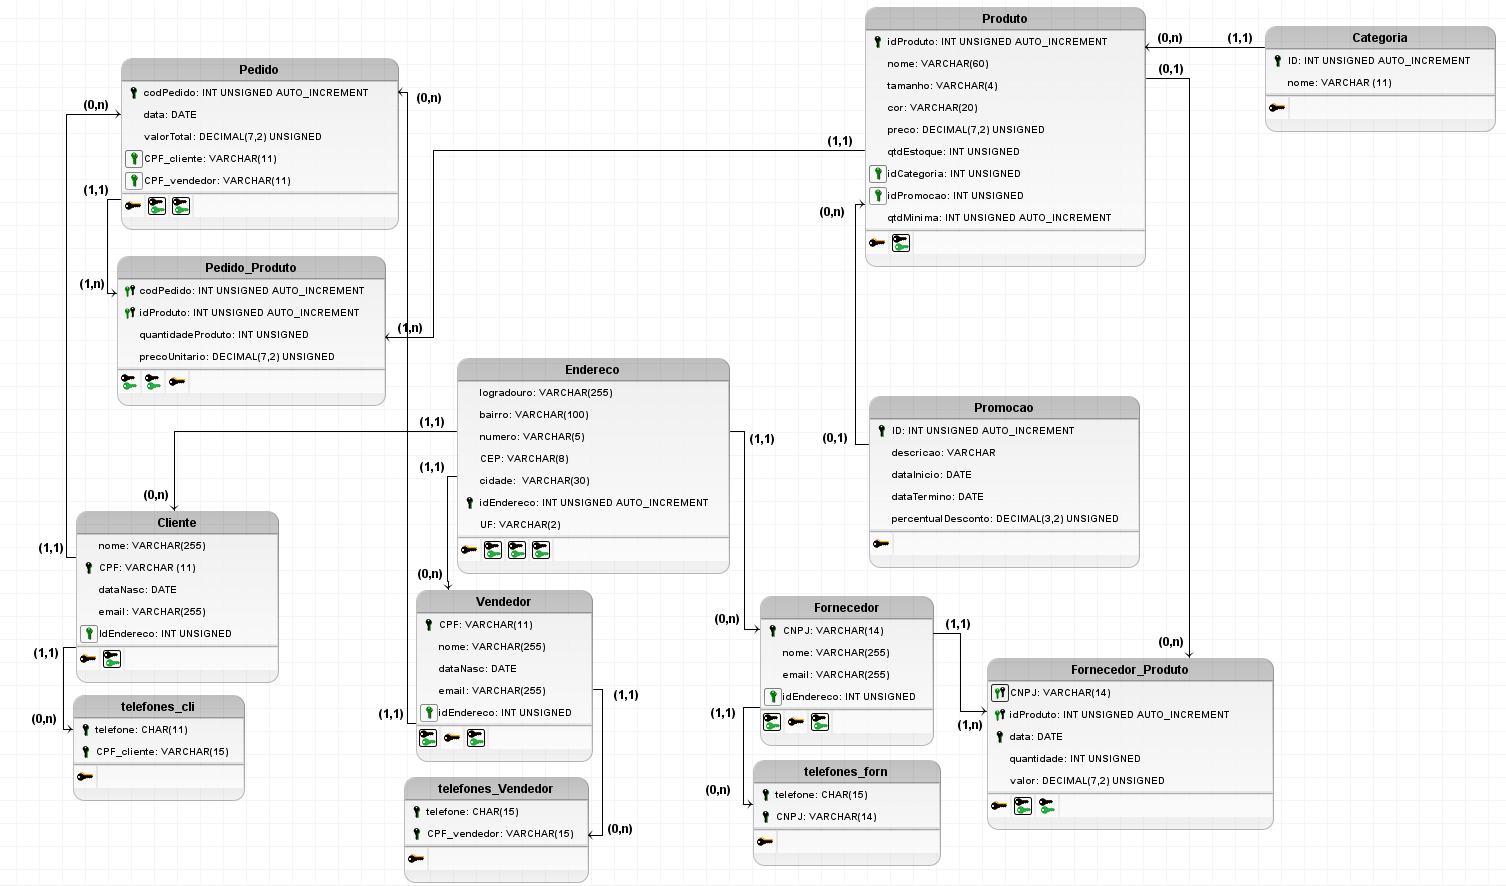 Pedido
codPedido: INT UNSIGNED AUTO_INCREMENT
data: DATE
valorTotal: DECIMAL(7,2) UNSIGNED
CPF_cliente: VARCHAR(11)
CPF_vendedor: VARCHAR(11)
(0,n)
(0,n)
(1,1)
(1,n)
Pedido_Produto
codPedido: INT UNSIGNED AUTO_INCREMENT
idProduto: INT UNSIGNED AUTO_INCREMENT
quantidadeProduto: INT UNSIGNED
precoUnitario: DECIMAL(7,2) UNSIGNED
(1,n)
(1,1)
Produto
idProduto: INT UNSIGNED AUTO_INCREMENT
nome: VARCHAR(60)
tamanho: VARCHAR(4)
cor: VARCHAR(20)
preco: DECIMAL(7,2) UNSIGNED
qtdEstoque: INT UNSIGNED
idCategoria: INT UNSIGNED
idPromocao: INT UNSIGNED
qtdMinima: INT UNSIGNED AUTO_INCREMENT
(0,n)
(1,1)
(0,1)
(0,n)
Categoria
ID: INT UNSIGNED AUTO_INCREMENT
nome: VARCHAR (11)
Endereco
logradouro: VARCHAR(255)
bairro: VARCHAR(100)
numero: VARCHAR(5)
CEP: VARCHAR(8)
cidade: VARCHAR(30)
idEndereco: INT UNSIGNED AUTO_INCREMENT
UF: VARCHAR(2)
(1,1)
(1,1)
(1,1)
Promocao
ID: INT UNSIGNED AUTO_INCREMENT
descricao: VARCHAR
dataInicio: DATE
dataTermino: DATE
percentualDesconto: DECIMAL(3,2) UNSIGNED
(0,1)
(0,n)
Cliente
nome: VARCHAR(255)
CPF: VARCHAR (11)
dataNasc: DATE
email: VARCHAR(255)
IdEndereco: INT UNSIGNED
(1,1)
(1,1)
(0,n)
telefones_cli
telefone: CHAR(11)
CPF_cliente: VARCHAR(15)
(0,n)
Vendedor
CPF: VARCHAR(11)
nome: VARCHAR(255)
dataNasc: DATE
email: VARCHAR(255)
idEndereco: INT UNSIGNED
(1,1)
(1,1)
telefones_Vendedor
telefone: CHAR(15)
CPF_vendedor: VARCHAR(15)
(0,n)
(0,n)
Fornecedor
CNPJ: VARCHAR(14)
nome: VARCHAR(255)
email: VARCHAR(255)
idEndereco: INT UNSIGNED
(1,1)
(1,1)
(0,n)
telefones_forn
telefone: CHAR(15)
CNPJ: VARCHAR(14)
(1,n)
(0,n)
Fornecedor_Produto
CNPJ: VARCHAR(14)
idProduto: INT UNSIGNED AUTO_INCREMENT
data: DATE
quantidade: INT UNSIGNED
valor: DECIMAL(7,2) UNSIGNED